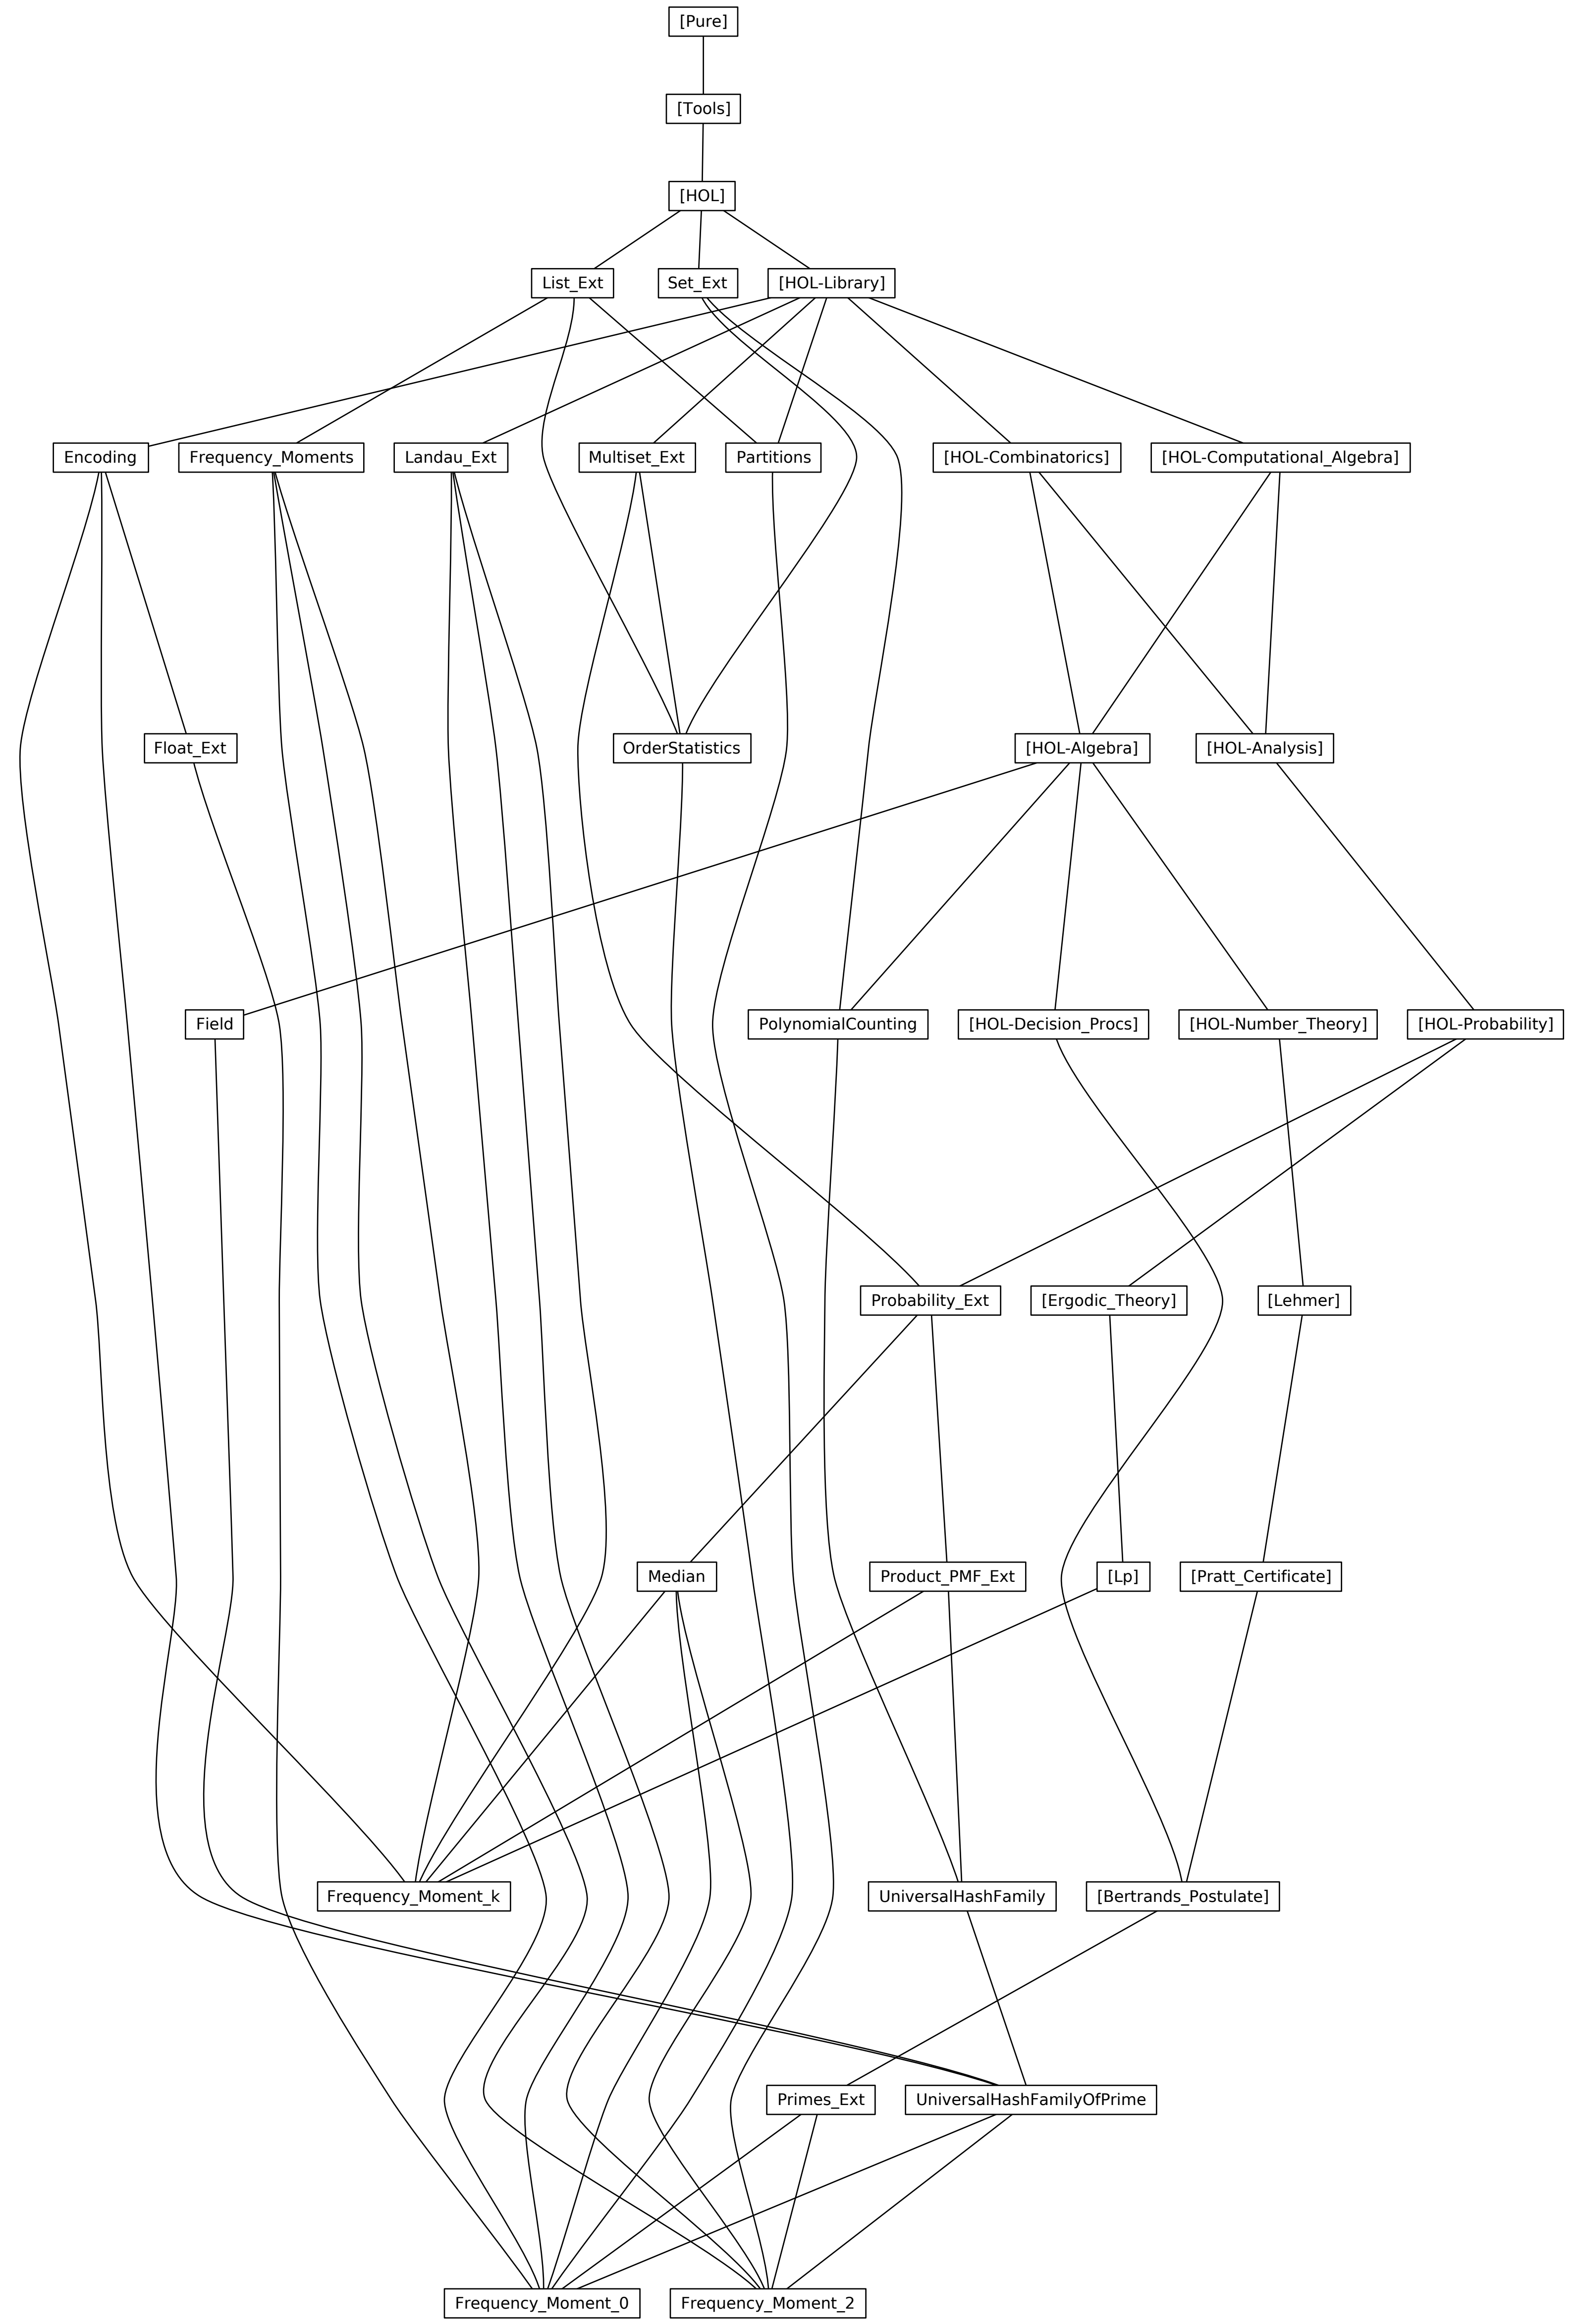 [Pure]
[Tools]
[HOL]
List_Ext
Set_Ext
[HOL-Library]
Encoding
Frequency_Moments
Landau_Ext
Multiset_Ext
Partitions
[HOL-Combinatorics]
[HOL-Computational_Algebra]
Float_Ext
OrderStatistics
[HOL-Algebra]
[HOL-Analysis]
Field
PolynomialCounting
[HOL-Decision_Procs]
[HOL-Number_Theory]
[HOL-Probability]
Probability_Ext
[Ergodic_Theory]
[Lehmer]
Median
Product_PMF_Ext
[Lp]
[Pratt_Certificate]
Frequency_Moment_k
UniversalHashFamily
[Bertrands_Postulate]
Primes_Ext
UniversalHashFamilyOfPrime
Frequency_Moment_0
Frequency_Moment_2